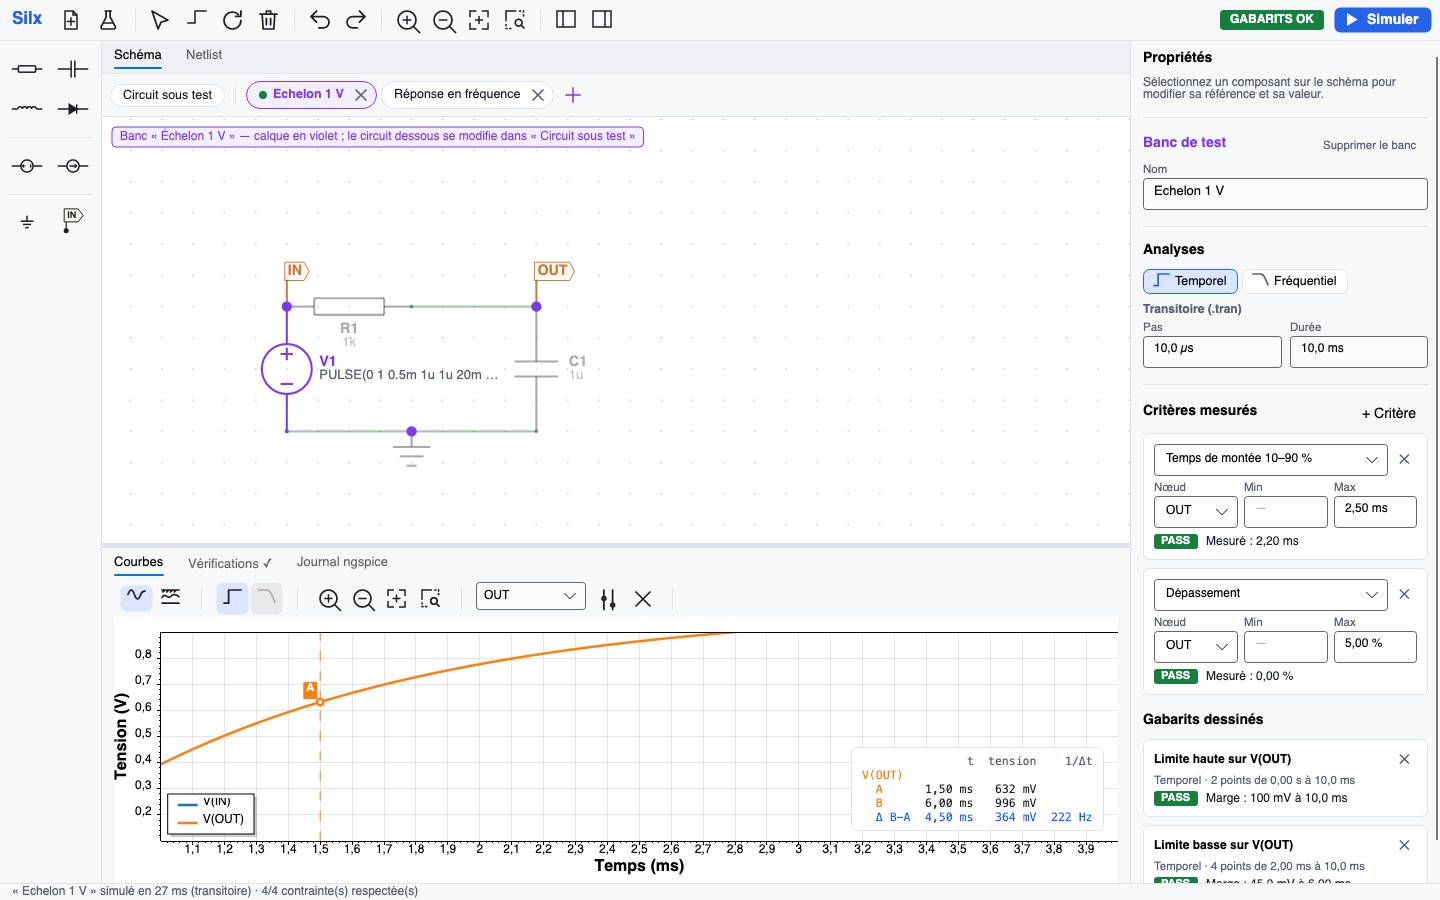 Silx
GABARITS OK
Simuler
Schéma
Netlist
Circuit sous test
Echelon 1 V
Réponse en fréquence
Banc « Échelon 1 V » — calque en violet ; le circuit dessous se modifie dans « Circuit sous test »
IN
IN
OUT
R1
1k
V1
PULSE(0 1 0.5m 1u 1u 20m ...
C1
1u
Courbes
Vérifications ✓
Journal ngspice
OUT
Tension (V)
0,8
0,7
0,6
0,5
0,4
0,3
0,2
A
V(IN)
V(OUT)
t tension 1/Δt
V(OUT)
A 1,50 ms 632 mV
B 6,00 ms 996 mV
Δ B−A 4,50 ms 364 mV 222 Hz
1,1 1,2 1,3 1,4 1,5 1,6 1,7 1,8 1,9 2 2,1 2,2 2,3 2,4 2,5 2,6 2,7 2,8 2,9 3 3,1 3,2 3,3 3,4 3,5 3,6 3,7 3,8 3,9
Temps (ms)
Propriétés
Sélectionnez un composant sur le schéma pour
modifier sa référence et sa valeur.
Banc de test
Supprimer le banc
Nom
Echelon 1 V
Analyses
Temporel
Fréquentiel
Transitoire (.tran)
Pas
Durée
10,0 µs
10,0 ms
Critères mesurés
+ Critère
Temps de montée 10–90 %
Nœud Min Max
OUT — 2,50 ms
PASS Mesuré : 2,20 ms
Dépassement
Nœud Min Max
OUT — 5,00 %
PASS Mesuré : 0,00 %
Gabarits dessinés
Limite haute sur V(OUT)
Temporel · 2 points de 0,00 s à 10,0 ms
PASS Marge : 100 mV à 10,0 ms
Limite basse sur V(OUT)
Temporel · 4 points de 2,00 ms à 10,0 ms
PASS Marge : 45,0 mV à 6,00 ms
« Echelon 1 V » simulé en 27 ms (transitoire) · 4/4 contrainte(s) respectée(s)